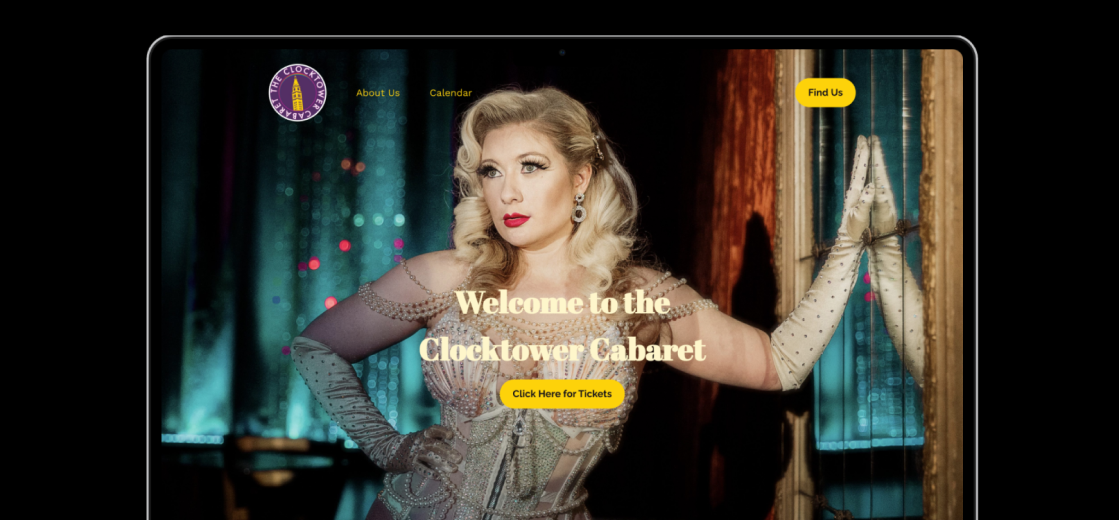 THE CLOCKTOWER CABARET
About Us
Calendar
Find Us
Welcome to the
Clocktower Cabaret
Click Here for Tickets